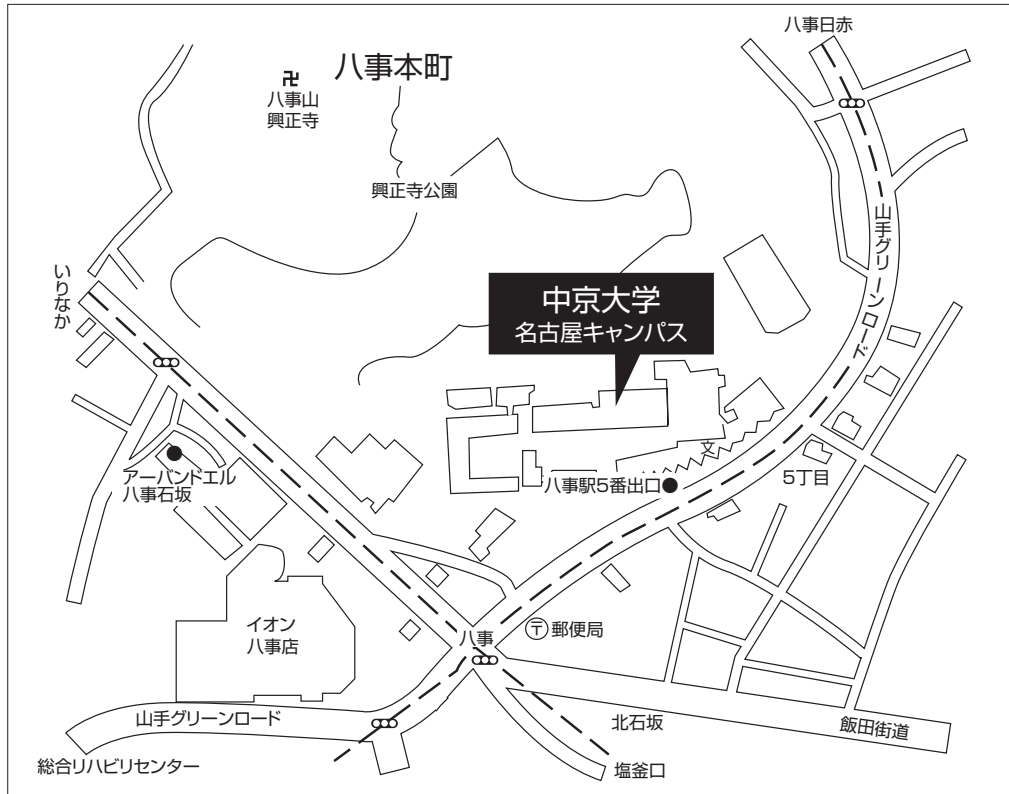 八事日赤
八事本町
卍
八事山
興正寺
興正寺公園
山手グリーンロード
いりなか
中京大学
名古屋キャンパス
文
アーバンドエル
八事石坂
八事駅5番出口
5丁目
イオン
八事店
八事
〒郵便局
山手グリーンロード
北石坂
飯田街道
総合リハビリセンター
塩釜口